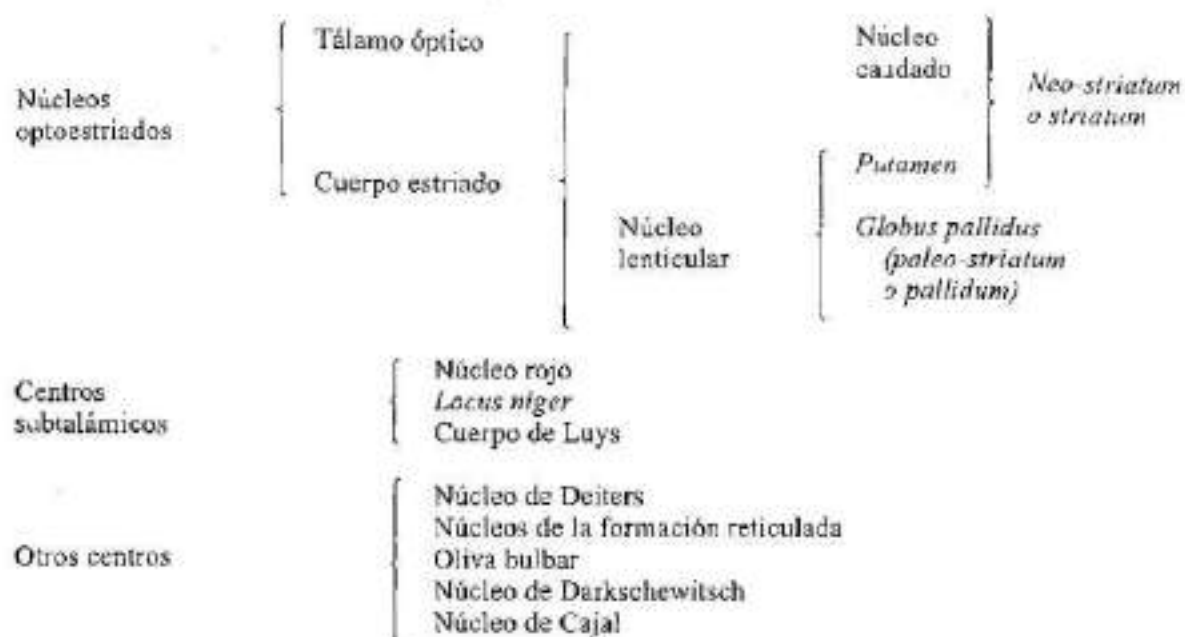 Núcleos
optoestriados
Tálamo óptico
Cuerpo estriado
Núcleo
caudado
Neo-striatum
o striatum
Núcleo
lenticular
Putamen
Globus pallidus
(paleo-striatum
o pallidum)
Centros
subtalámicos
Núcleo rojo
Locus niger
Cuerpo de Luys
Otros centros
Núcleo de Deiters
Núcleos de la formación reticulada
Oliva bulbar
Núcleo de Darkschewitsch
Núcleo de Cajal